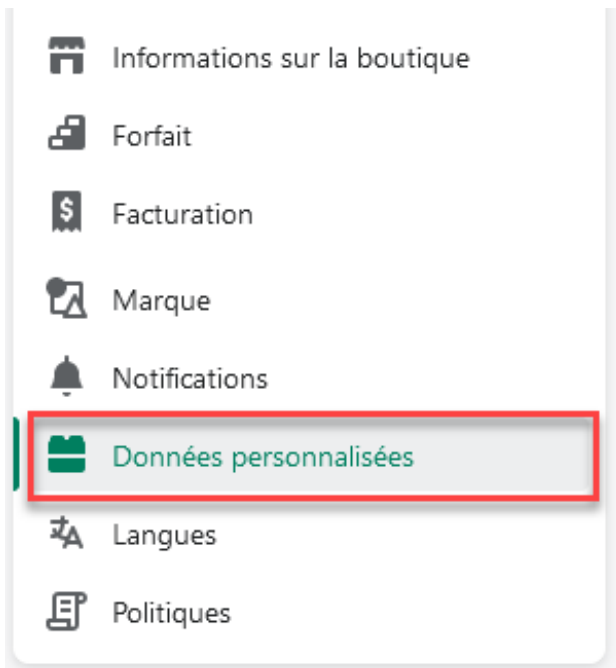 Informations sur la boutique
Forfait
$
Facturation
Marque
Notifications
Données personnalisées
Langues
Politiques